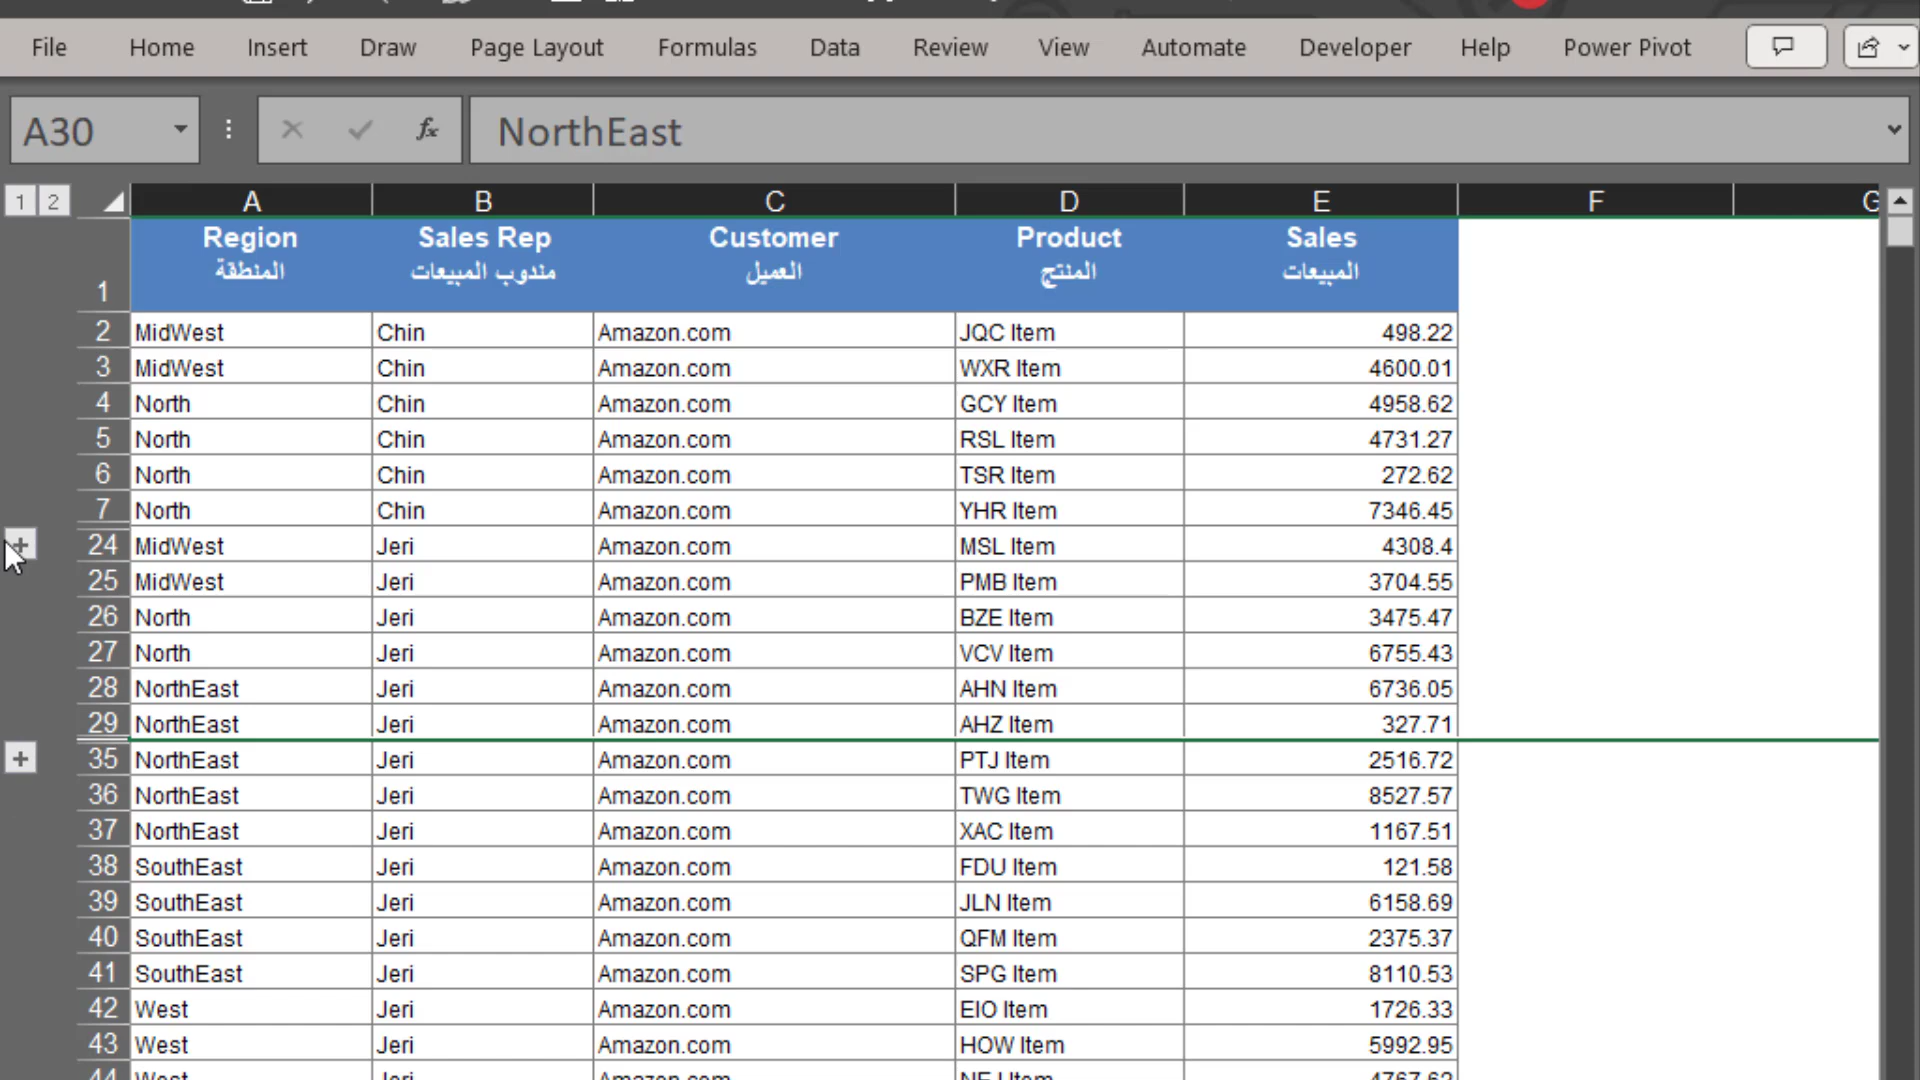 File Home Insert Draw Page Layout Formulas Data Review View Automate Developer Help Power Pivot
A30 fx NorthEast
1 2 A B C D E F G
Region Sales Rep Customer Product Sales
1 المنطقة مندوب المبيعات العميل المنتج المبيعات
2 MidWest Chin Amazon.com JQC Item 498.22
3 MidWest Chin Amazon.com WXR Item 4600.01
4 North Chin Amazon.com GCY Item 4958.62
5 North Chin Amazon.com RSL Item 4731.27
6 North Chin Amazon.com TSR Item 272.62
7 North Chin Amazon.com YHR Item 7346.45
24 MidWest Jeri Amazon.com MSL Item 4308.4
25 MidWest Jeri Amazon.com PMB Item 3704.55
26 North Jeri Amazon.com BZE Item 3475.47
27 North Jeri Amazon.com VCV Item 6755.43
28 NorthEast Jeri Amazon.com AHN Item 6736.05
29 NorthEast Jeri Amazon.com AHZ Item 327.71
35 NorthEast Jeri Amazon.com PTJ Item 2516.72
36 NorthEast Jeri Amazon.com TWG Item 8527.57
37 NorthEast Jeri Amazon.com XAC Item 1167.51
38 SouthEast Jeri Amazon.com FDU Item 121.58
39 SouthEast Jeri Amazon.com JLN Item 6158.69
40 SouthEast Jeri Amazon.com QFM Item 2375.37
41 SouthEast Jeri Amazon.com SPG Item 8110.53
42 West Jeri Amazon.com EIO Item 1726.33
43 West Jeri Amazon.com HOW Item 5992.95
44 West Jeri Amazon.com Item